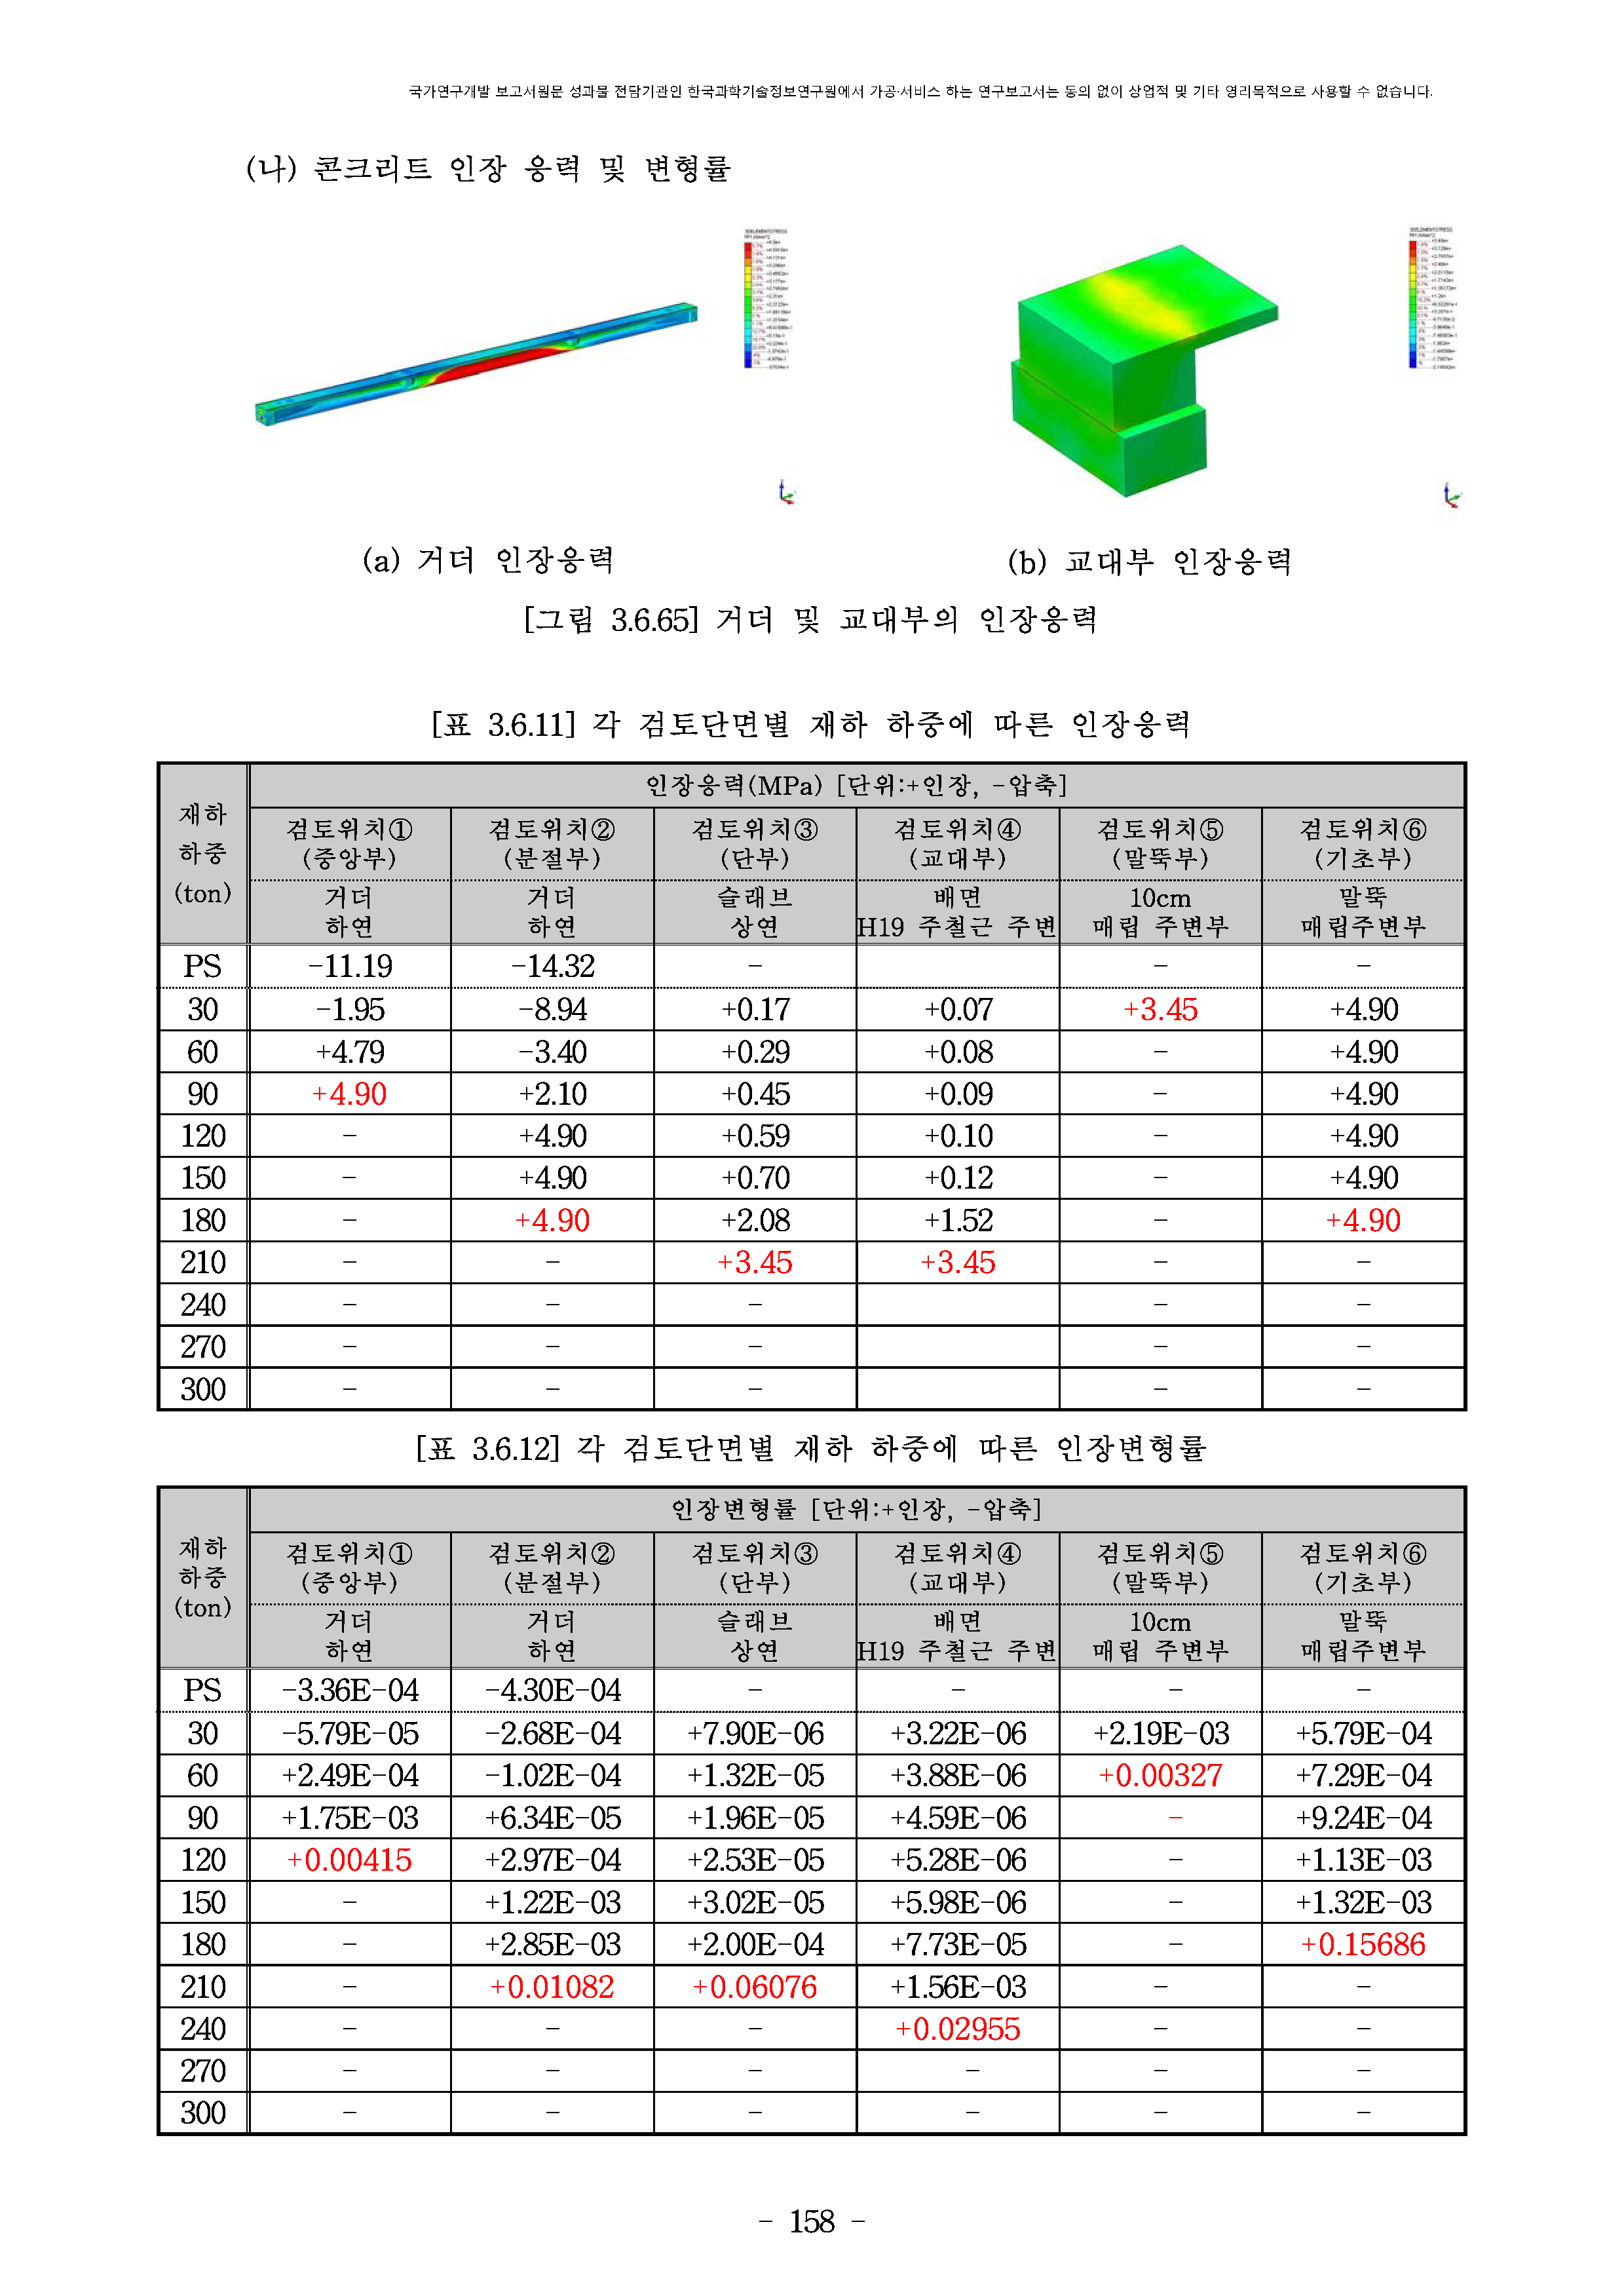 국가연구개발 보고서원문 성과물 전담기관인 한국과학기술정보연구원에서 가공·서비스 하는 연구보고서는 동의 없이 상업적 및 기타 영리목적으로 사용할 수 없습니다.
(나) 콘크리트 인장 응력 및 변형률
(a) 거더 인장응력
(b) 교대부 인장응력
[그림 3.6.65] 거더 및 교대부의 인장응력
[표 3.6.11] 각 검토단면별 재하 하중에 따른 인장응력
재하 하중 (ton) 인장응력(MPa) [단위:+인장, -압축]
검토위치① (중앙부) 검토위치② (분절부) 검토위치③ (단부) 검토위치④ (교대부) 검토위치⑤ (말뚝부) 검토위치⑥ (기초부)
거더 하연 거더 하연 슬래브 상연 배면 H19 주철근 주변 10cm 매립 주변부 말뚝 매립주변부
PS -11.19 -14.32 - - -
30 -1.95 -8.94 +0.17 +0.07 +3.45 +4.90
60 +4.79 -3.40 +0.29 +0.08 - +4.90
90 +4.90 +2.10 +0.45 +0.09 - +4.90
120 - +4.90 +0.59 +0.10 - +4.90
150 - +4.90 +0.70 +0.12 - +4.90
180 - +4.90 +2.08 +1.52 - +4.90
210 - - +3.45 +3.45 - -
240 - - - - -
270 - - - - -
300 - - - - -
[표 3.6.12] 각 검토단면별 재하 하중에 따른 인장변형률
재하 하중 (ton) 인장변형률 [단위:+인장, -압축]
검토위치① (중앙부) 검토위치② (분절부) 검토위치③ (단부) 검토위치④ (교대부) 검토위치⑤ (말뚝부) 검토위치⑥ (기초부)
거더 하연 거더 하연 슬래브 상연 배면 H19 주철근 주변 10cm 매립 주변부 말뚝 매립주변부
PS -3.36E-04 -4.30E-04 - - - -
30 -5.79E-05 -2.68E-04 +7.90E-06 +3.22E-06 +2.19E-03 +5.79E-04
60 +2.49E-04 -1.02E-04 +1.32E-05 +3.88E-06 +0.00327 +7.29E-04
90 +1.75E-03 +6.34E-05 +1.96E-05 +4.59E-06 - +9.24E-04
120 +0.00415 +2.97E-04 +2.53E-05 +5.28E-06 - +1.13E-03
150 - +1.22E-03 +3.02E-05 +5.98E-06 - +1.32E-03
180 - +2.85E-03 +2.00E-04 +7.73E-05 - +0.15686
210 - +0.01082 +0.06076 +1.56E-03 - -
240 - - - +0.02955 - -
270 - - - - - -
300 - - - - - -
- 158 -